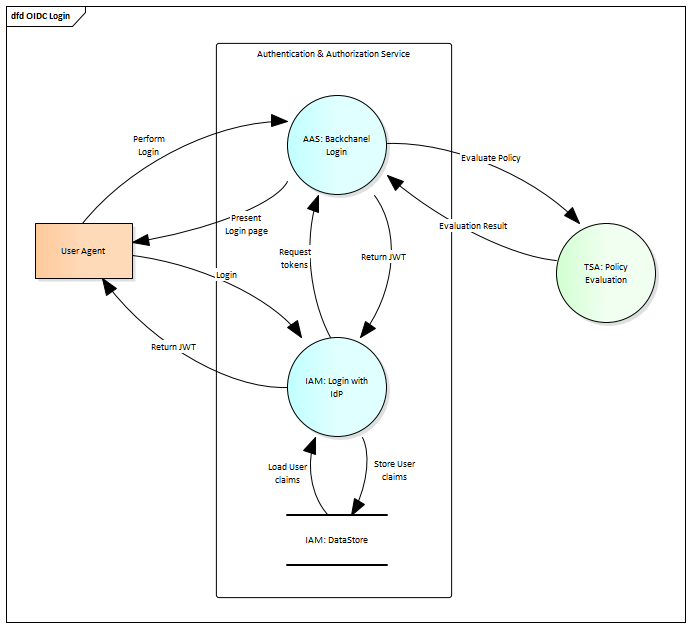 dfd OIDC Login
Authentication & Authorization Service
AAS: Backchanel
Login
Perform
Login
Evaluate Policy
Present
Login page
Evaluation Result
User Agent
Request
tokens
Return JWT
Login
TSA: Policy
Evaluation
Return JWT
IAM: Login with
IdP
Load User
claims
Store User
claims
IAM: DataStore